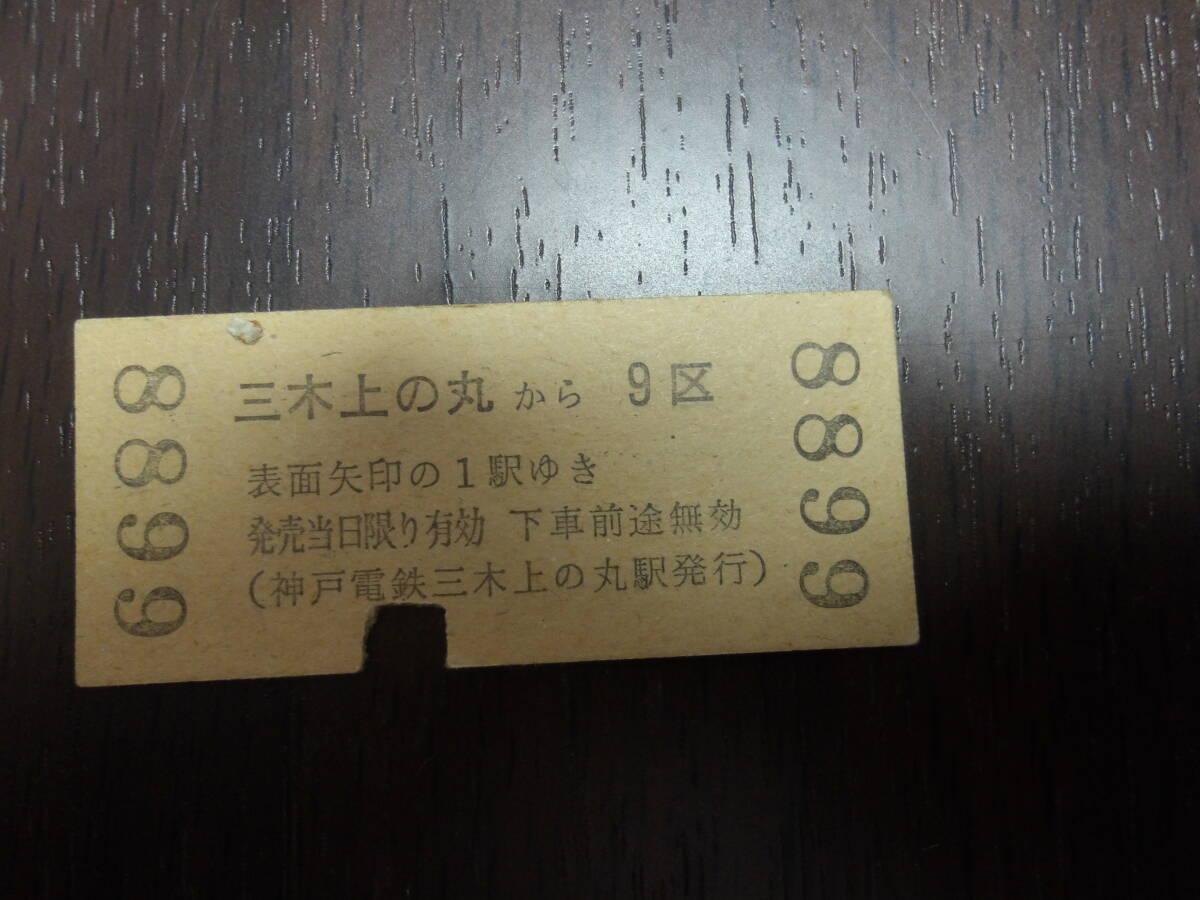 三木上の丸 から 9区
表面矢印の1駅ゆき
発売当日限り有効 下車前途無効
(神戸電鉄三木上の丸駅発行)
6688
6688